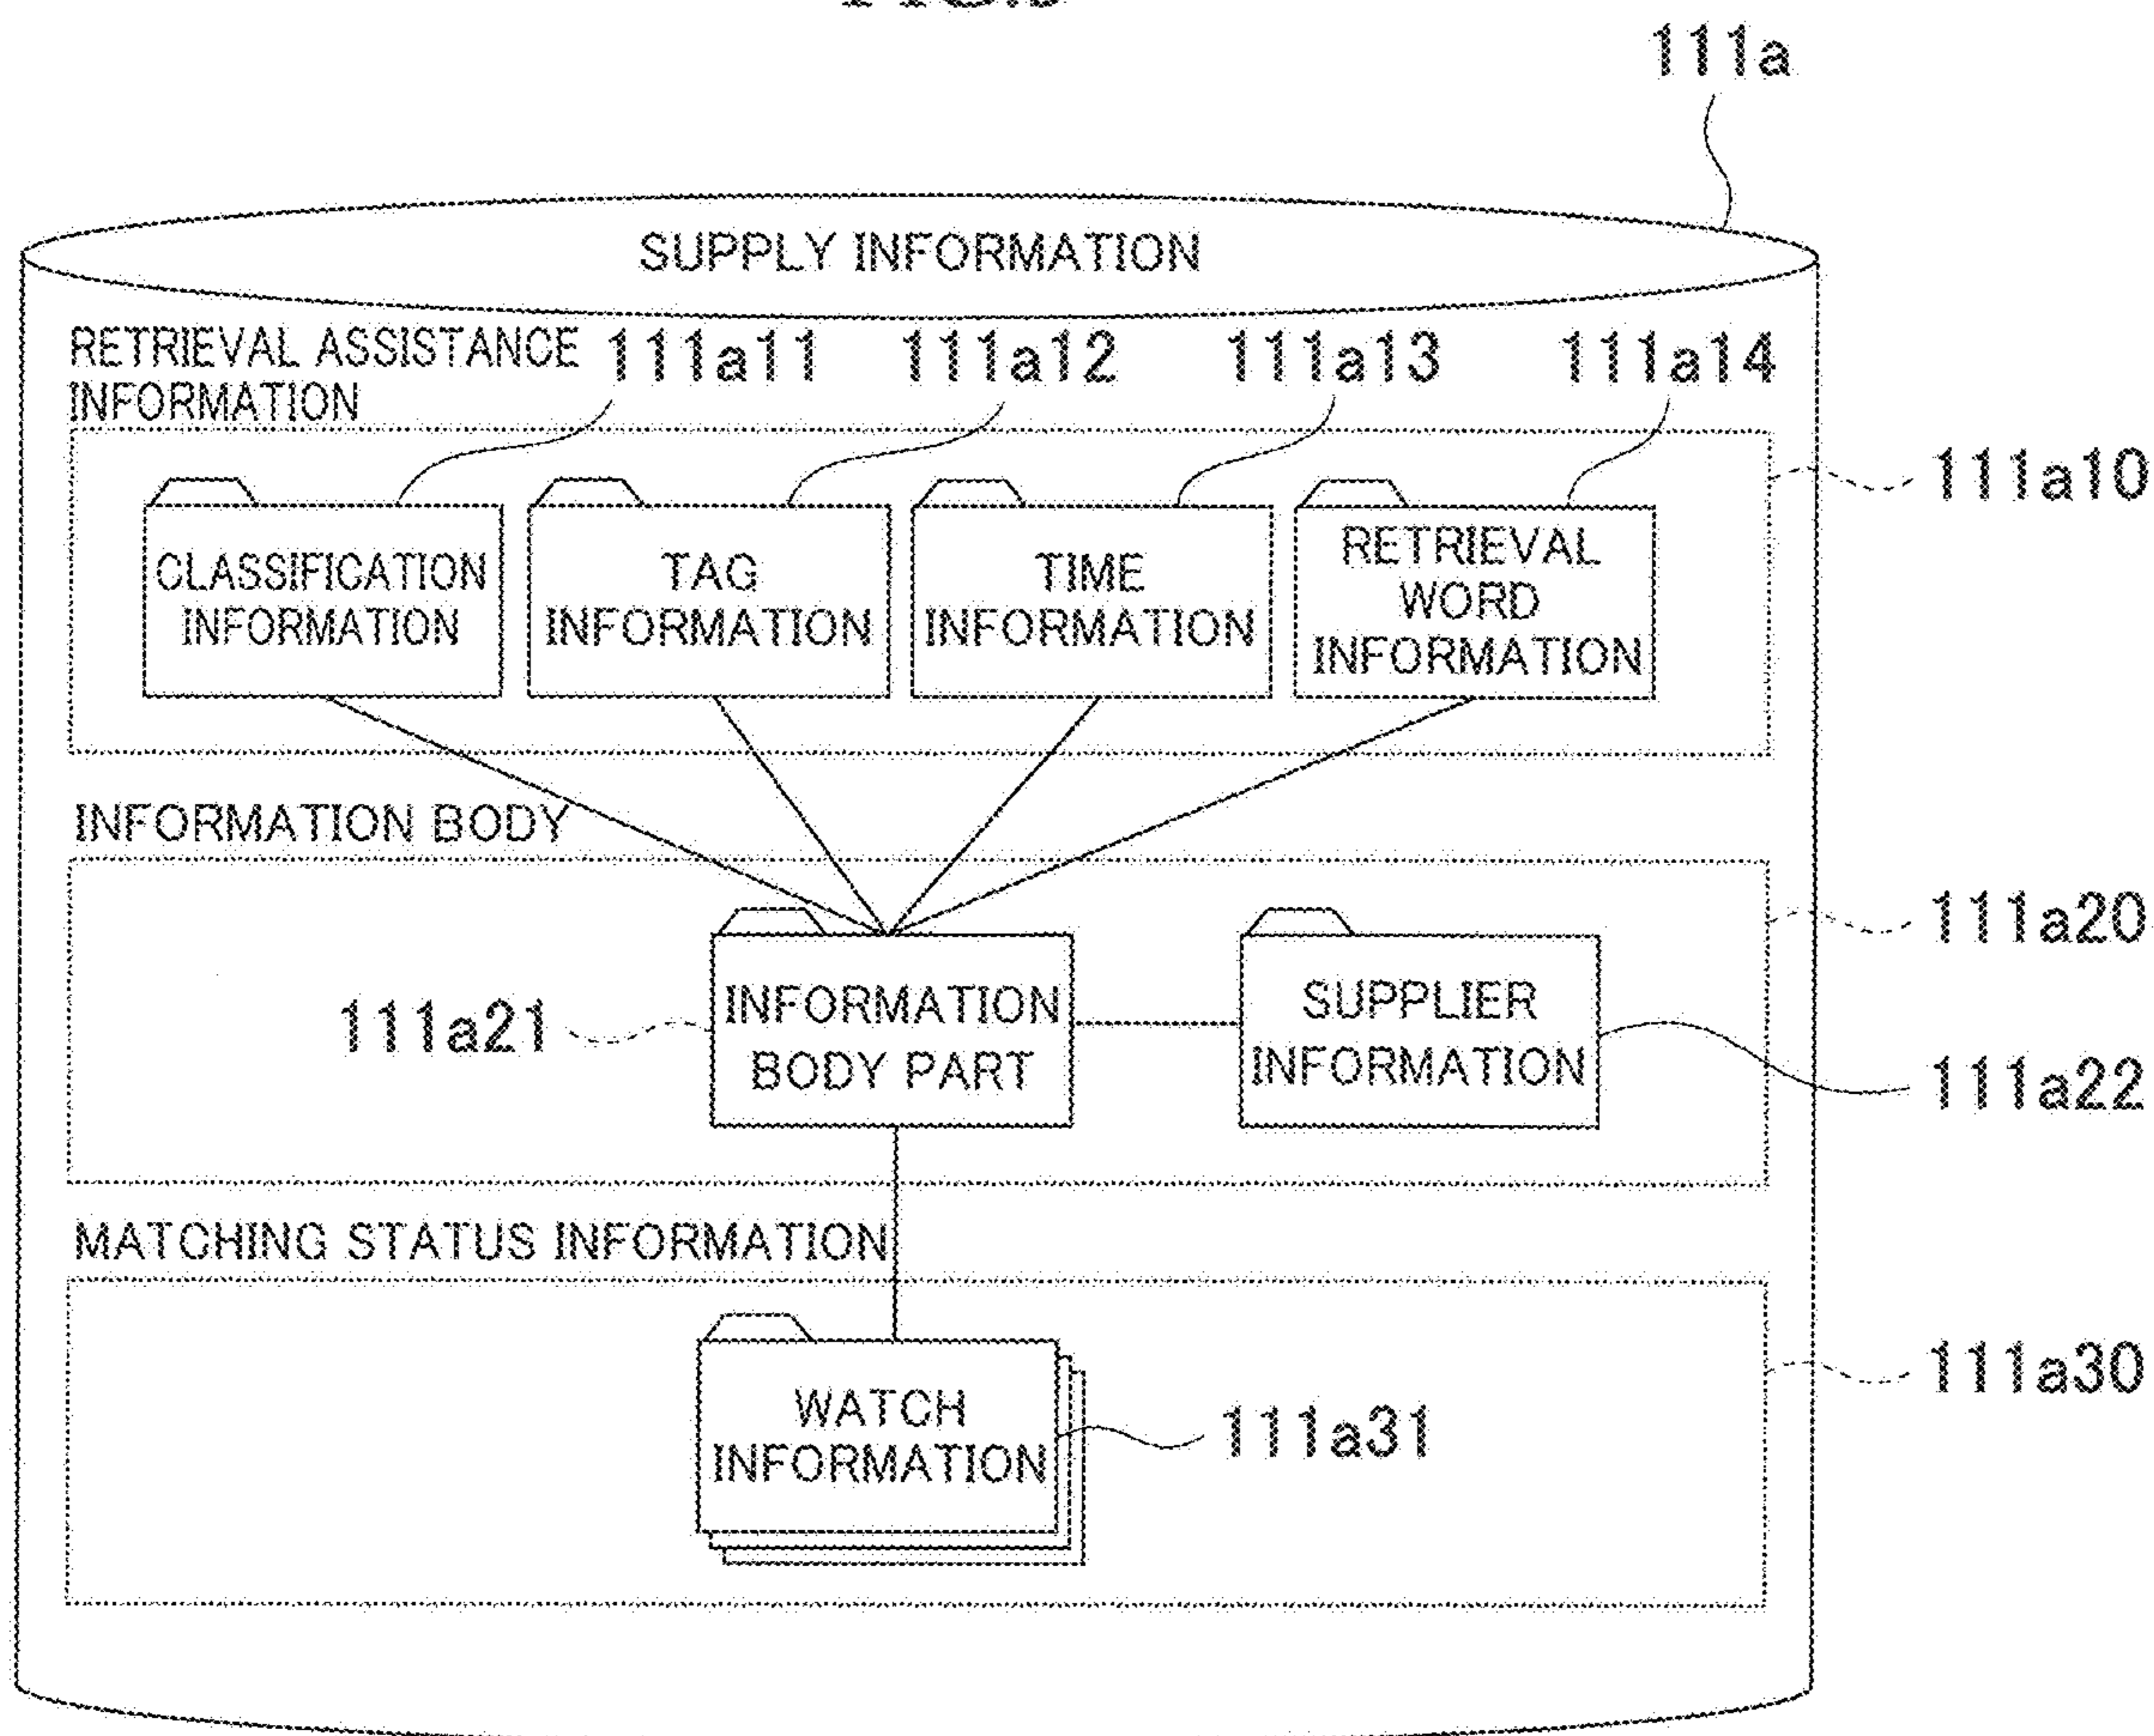 111a
SUPPLY INFORMATION
RETRIEVAL ASSISTANCE
INFORMATION
111a11
111a12
111a13
111a14
111a10
CLASSIFICATION
INFORMATION
TAG
INFORMATION
TIME
INFORMATION
RETRIEVAL
WORD
INFORMATION
INFORMATION BODY
111a20
111a21
INFORMATION
BODY PART
SUPPLIER
INFORMATION
111a22
MATCHING STATUS INFORMATION
111a30
WATCH
INFORMATION
111a31